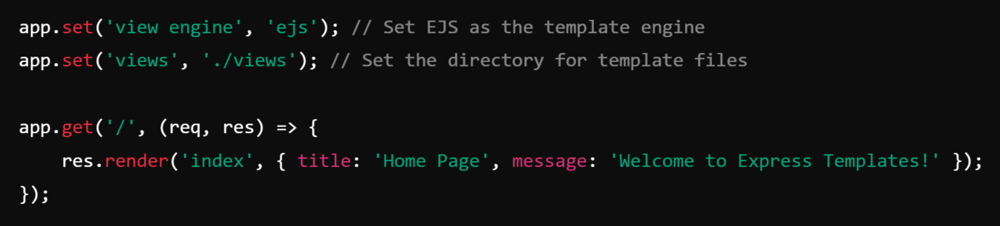 app.set('view engine', 'ejs'); // Set EJS as the template engine
app.set('views', './views'); // Set the directory for template files
app.get('/', (req, res) => {
    res.render('index', { title: 'Home Page', message: 'Welcome to Express Templates!' });
});